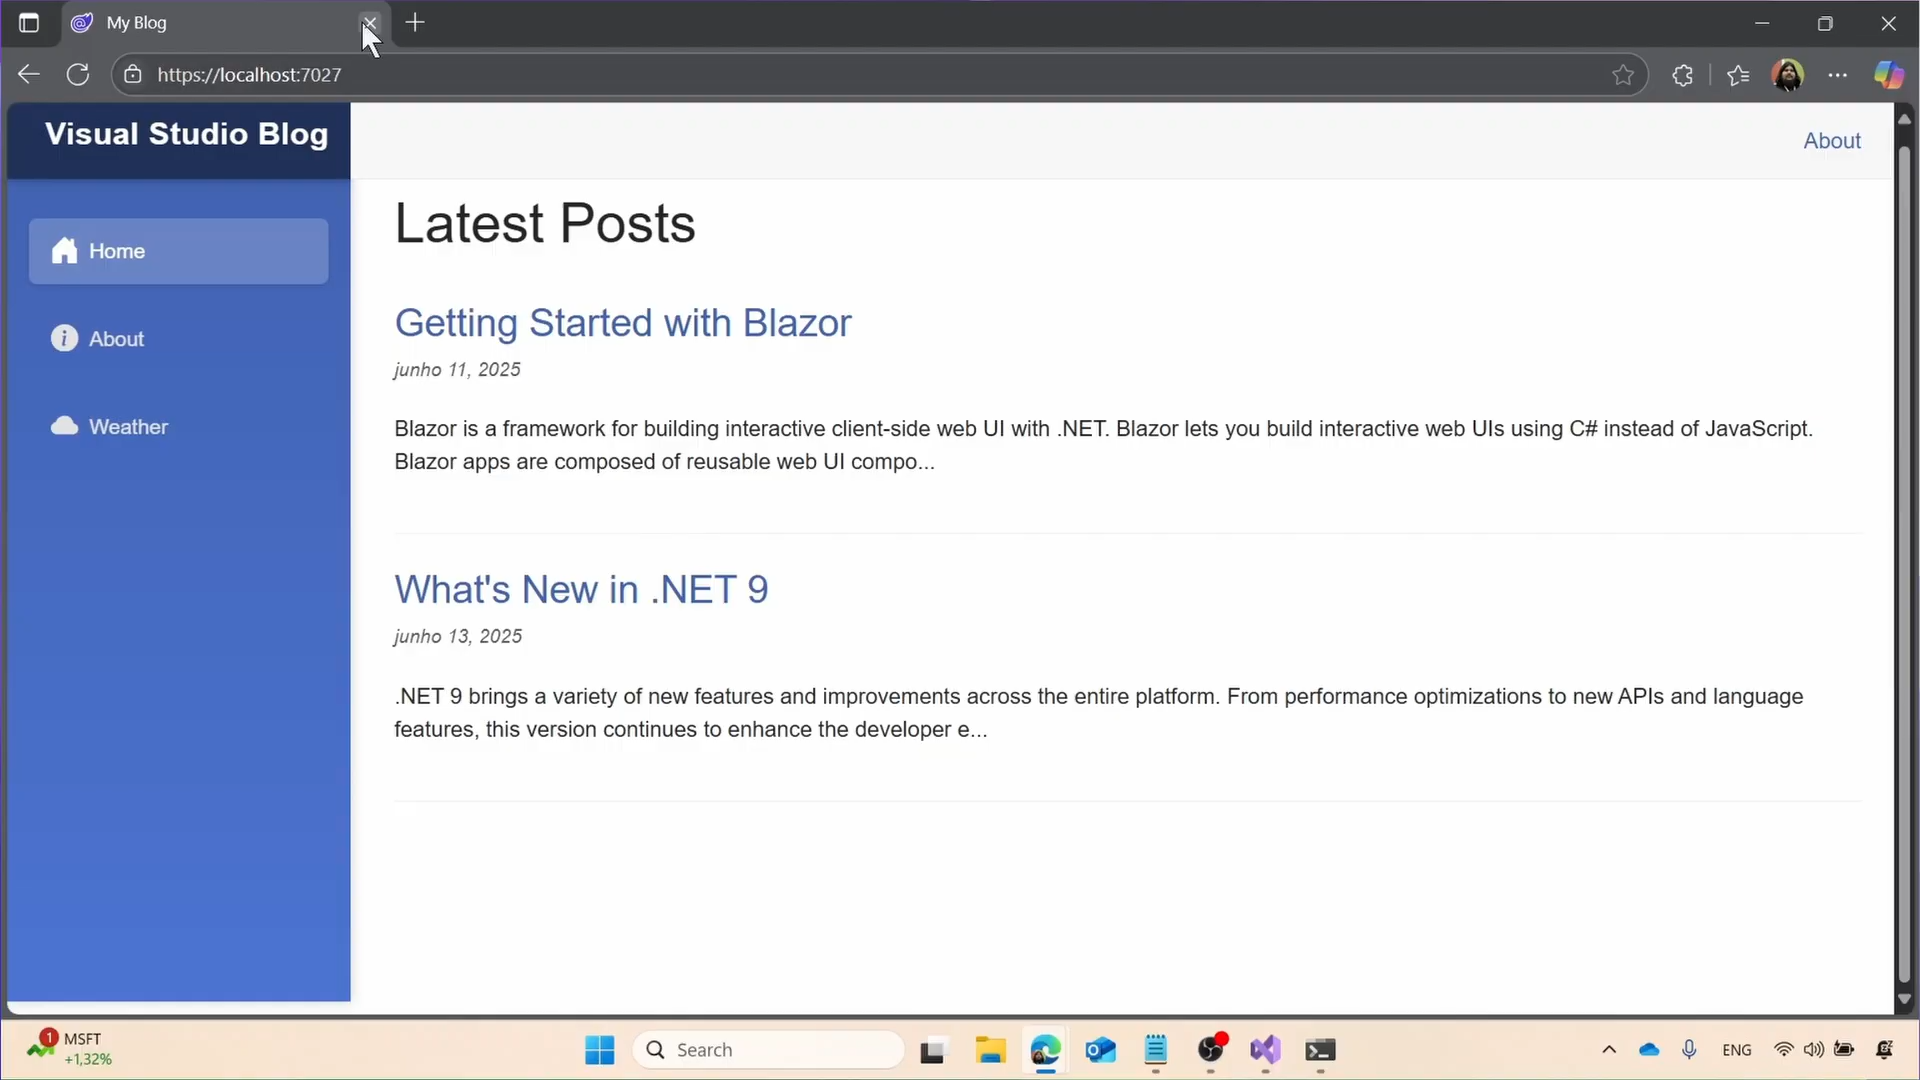 My Blog
https://localhost:7027
Visual Studio Blog
About
Home
About
Weather
Latest Posts
Getting Started with Blazor
junho 11, 2025
Blazor is a framework for building interactive client-side web UI with .NET. Blazor lets you build interactive web UIs using C# instead of JavaScript.
Blazor apps are composed of reusable web UI compo...
What's New in .NET 9
junho 13, 2025
.NET 9 brings a variety of new features and improvements across the entire platform. From performance optimizations to new APIs and language
features, this version continues to enhance the developer e...
1
MSFT
+1,32%
Search
ENG